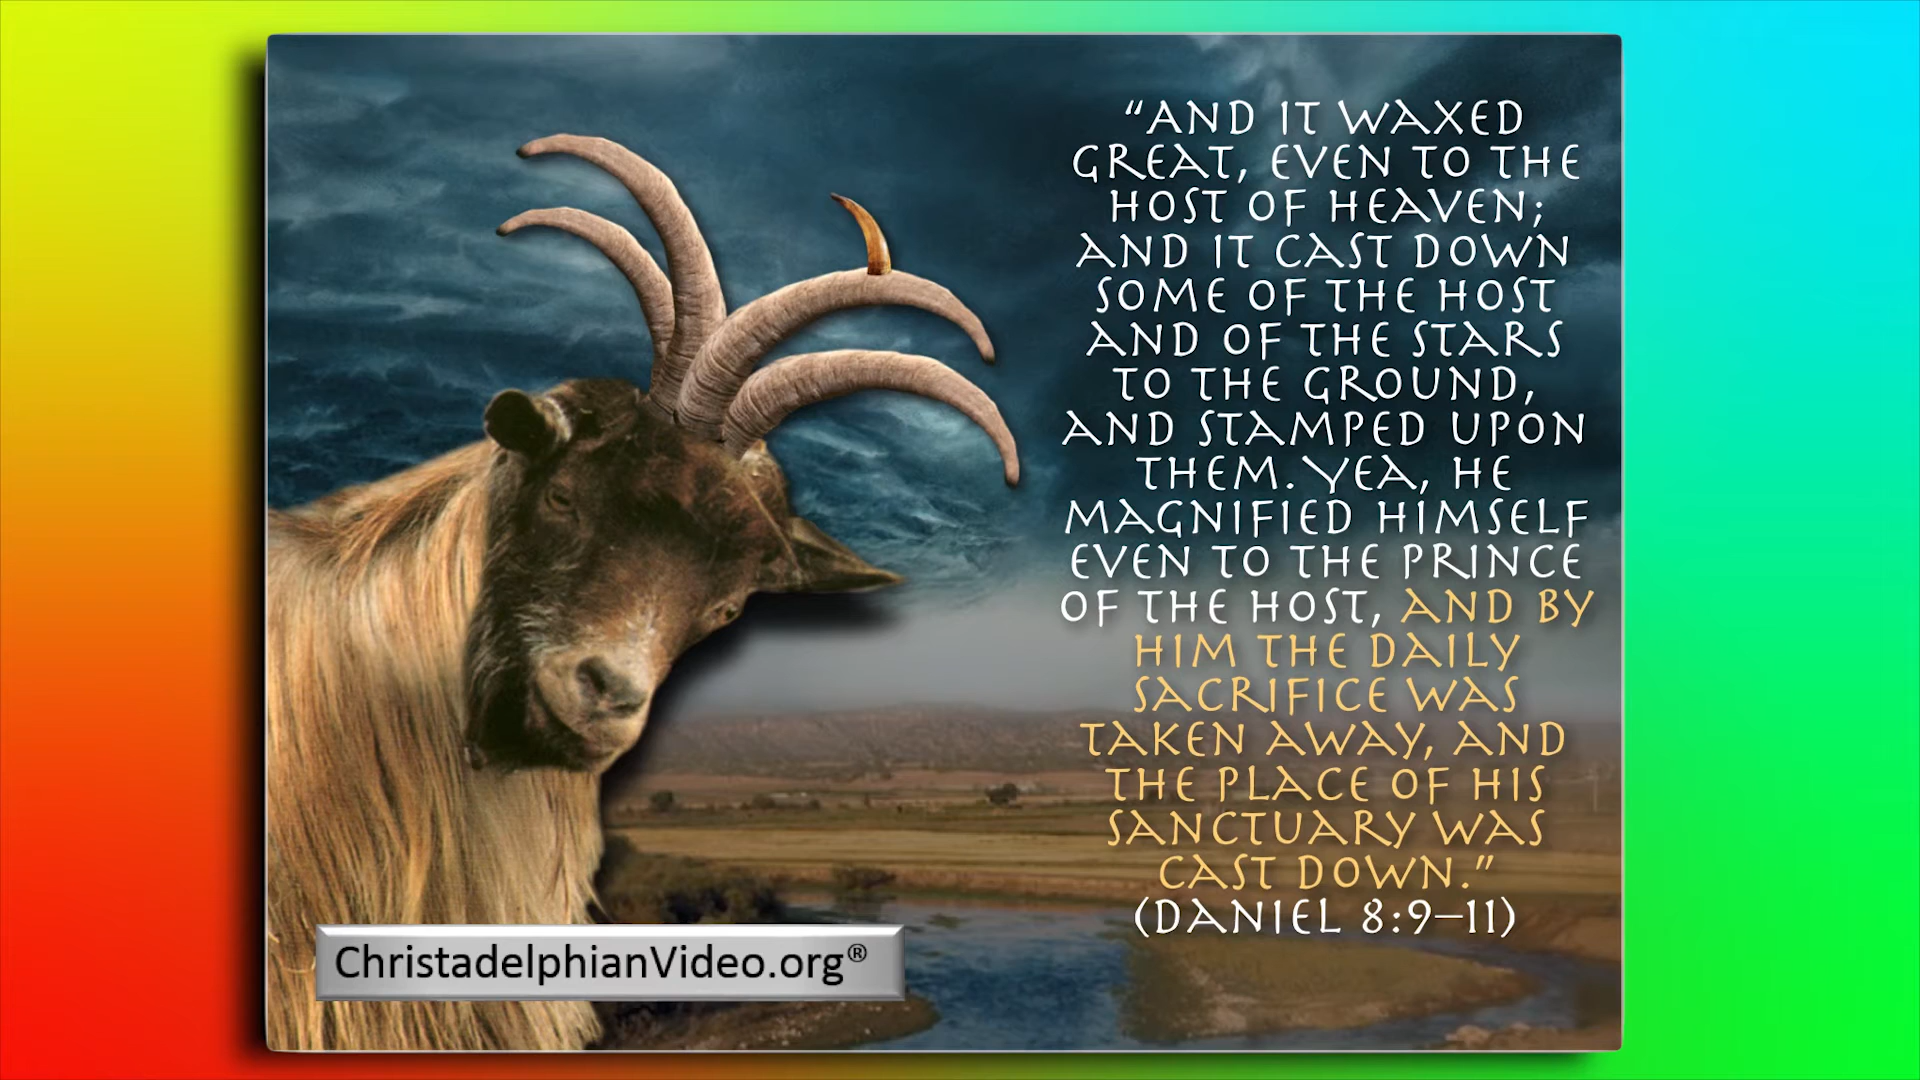 “AND IT WAXED
GREAT, EVEN TO THE
HOST OF HEAVEN;
AND IT CAST DOWN
SOME OF THE HOST
AND OF THE STARS
TO THE GROUND,
AND STAMPED UPON
THEM. YEA, HE
MAGNIFIED HIMSELF
EVEN TO THE PRINCE
OF THE HOST, AND BY
HIM THE DAILY
SACRIFICE WAS
TAKEN AWAY, AND
THE PLACE OF HIS
SANCTUARY WAS
CAST DOWN.”
(DANIEL 8:9–11)
ChristadelphianVideo.org®